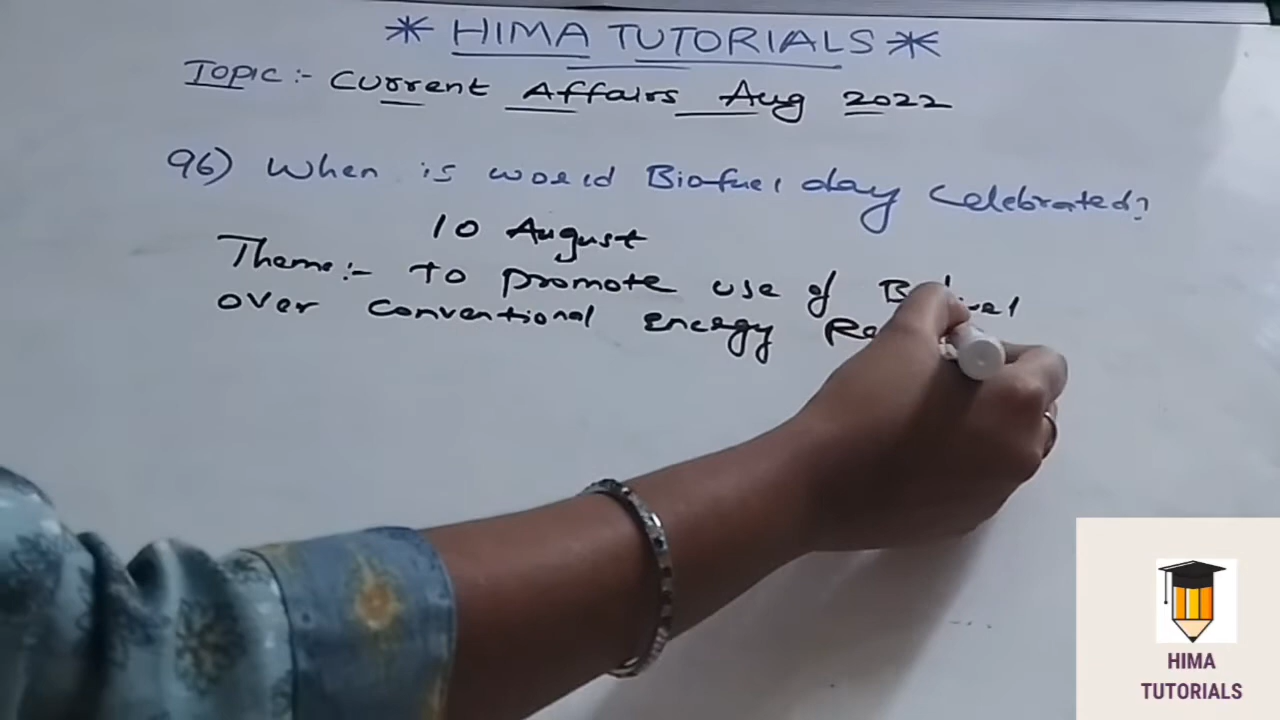 * HIMA TUTORIALS *
Topic:- Current Affairs Aug 2022
96) When is world Biofuel day Celebrated?
10 August
Theme:- To promote use of
over conventional Energy
HIMA
TUTORIALS